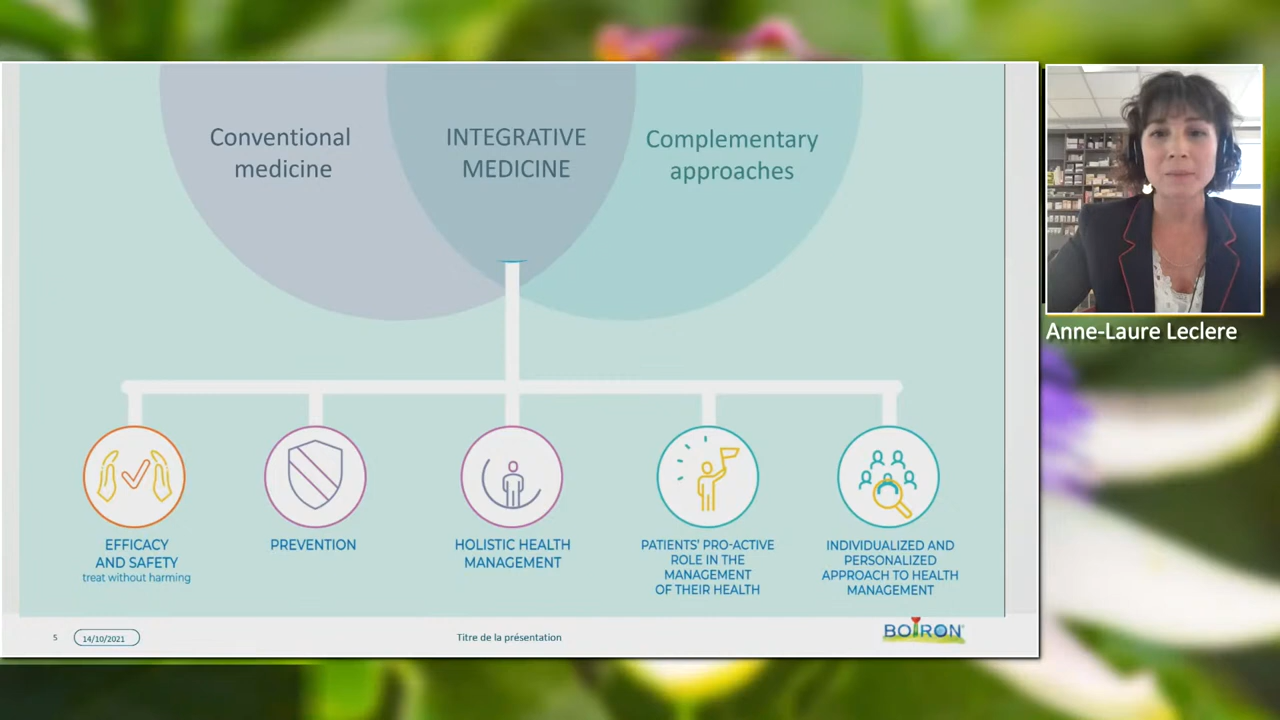 Conventional
medicine
INTEGRATIVE
MEDICINE
Complementary
approaches
Anne-Laure Leclere
EFFICACY
AND SAFETY
treat without harming
PREVENTION
HOLISTIC HEALTH
MANAGEMENT
PATIENTS' PRO-ACTIVE
ROLE IN THE
MANAGEMENT
OF THEIR HEALTH
INDIVIDUALIZED AND
PERSONALIZED
APPROACH TO HEALTH
MANAGEMENT
5
14/10/2021
Titre de la présentation
BOIRON